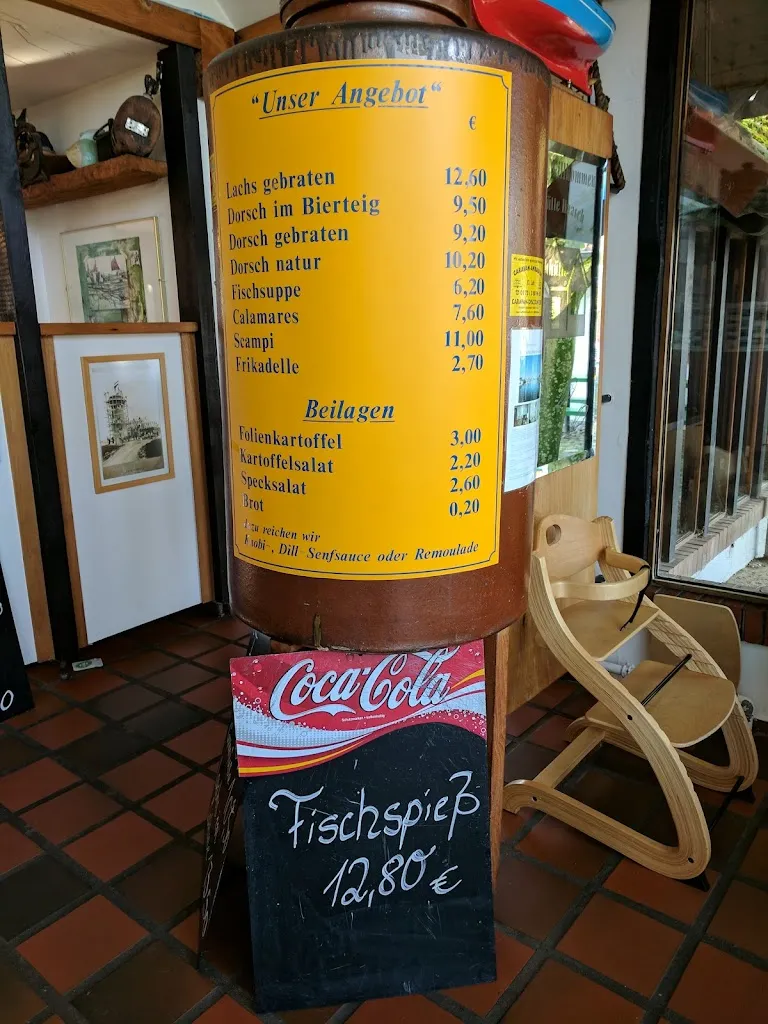 "Unser Angebot"
€
Lachs gebraten 12,60
Dorsch im Bierteig 9,50
Dorsch gebraten 9,20
Dorsch natur 10,20
Fischsuppe 6,20
Calamares 7,60
Scampi 11,00
Frikadelle 2,70
Beilagen
Folienkartoffel 3,00
Kartoffelsalat 2,20
Specksalat 2,60
Brot 0,20
reichen wir
Dill- Senfsauce oder Remoulade
Coca-Cola
Fischspieß
12,80 €